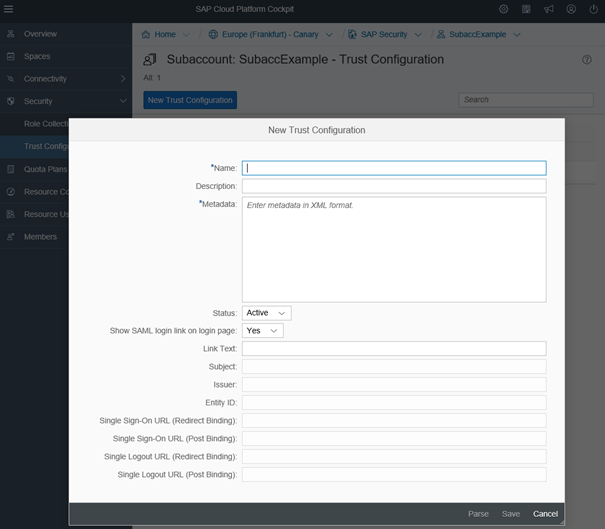 SAP Cloud Platform Cockpit
Overview
Home / Europe (Frankfurt) - Canary / SAP Security / SubaccExample
Spaces
Subaccount: SubaccExample - Trust Configuration
Connectivity
All: 1
Security
New Trust Configuration
Search
Role Collecti
Trust Configu
Quota Plans
Resource Co
Resource Us
Members
New Trust Configuration
*Name:
Description:
*Metadata:
Enter metadata in XML format.
Status:
Active
Show SAML login link on login page:
Yes
Link Text:
Subject:
Issuer:
Entity ID:
Single Sign-On URL (Redirect Binding):
Single Sign-On URL (Post Binding):
Single Logout URL (Redirect Binding):
Single Logout URL (Post Binding):
Parse Save Cancel